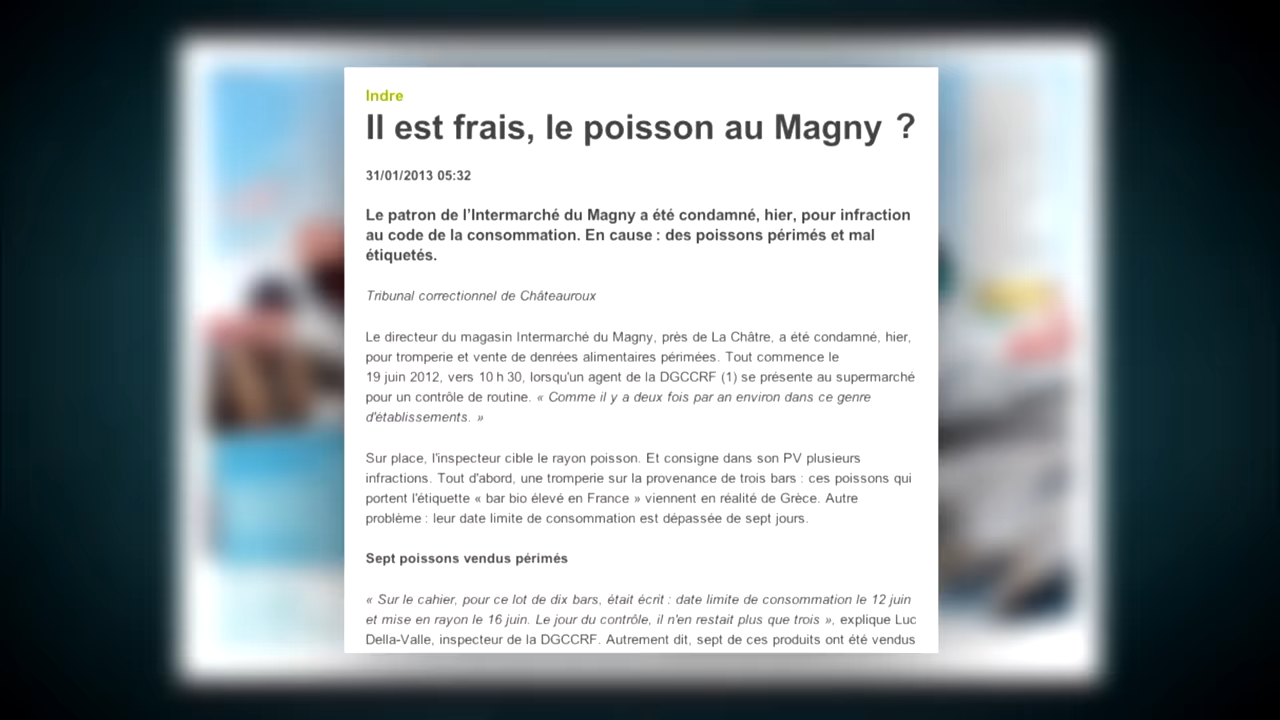 Indre
Il est frais, le poisson au Magny ?
31/01/2013 05:32
Le patron de l’Intermarché du Magny a été condamné, hier, pour infraction
au code de la consommation. En cause : des poissons périmés et mal
étiquetés.
Tribunal correctionnel de Châteauroux
Le directeur du magasin Intermarché du Magny, près de La Châtre, a été condamné, hier,
pour tromperie et vente de denrées alimentaires périmées. Tout commence le
19 juin 2012, vers 10 h 30, lorsqu'un agent de la DGCCRF (1) se présente au supermarché
pour un contrôle de routine. « Comme il y a deux fois par an environ dans ce genre
d'établissements. »
Sur place, l'inspecteur cible le rayon poisson. Et consigne dans son PV plusieurs
infractions. Tout d'abord, une tromperie sur la provenance de trois bars : ces poissons qui
portent l'étiquette « bar bio élevé en France » viennent en réalité de Grèce. Autre
problème : leur date limite de consommation est dépassée de sept jours.
Sept poissons vendus périmés
« Sur le cahier, pour ce lot de dix bars, était écrit : date limite de consommation le 12 juin
et mise en rayon le 16 juin. Le jour du contrôle, il n'en restait plus que trois », explique Luc
Della-Valle, inspecteur de la DGCCRF. Autrement dit, sept de ces produits ont été vendus